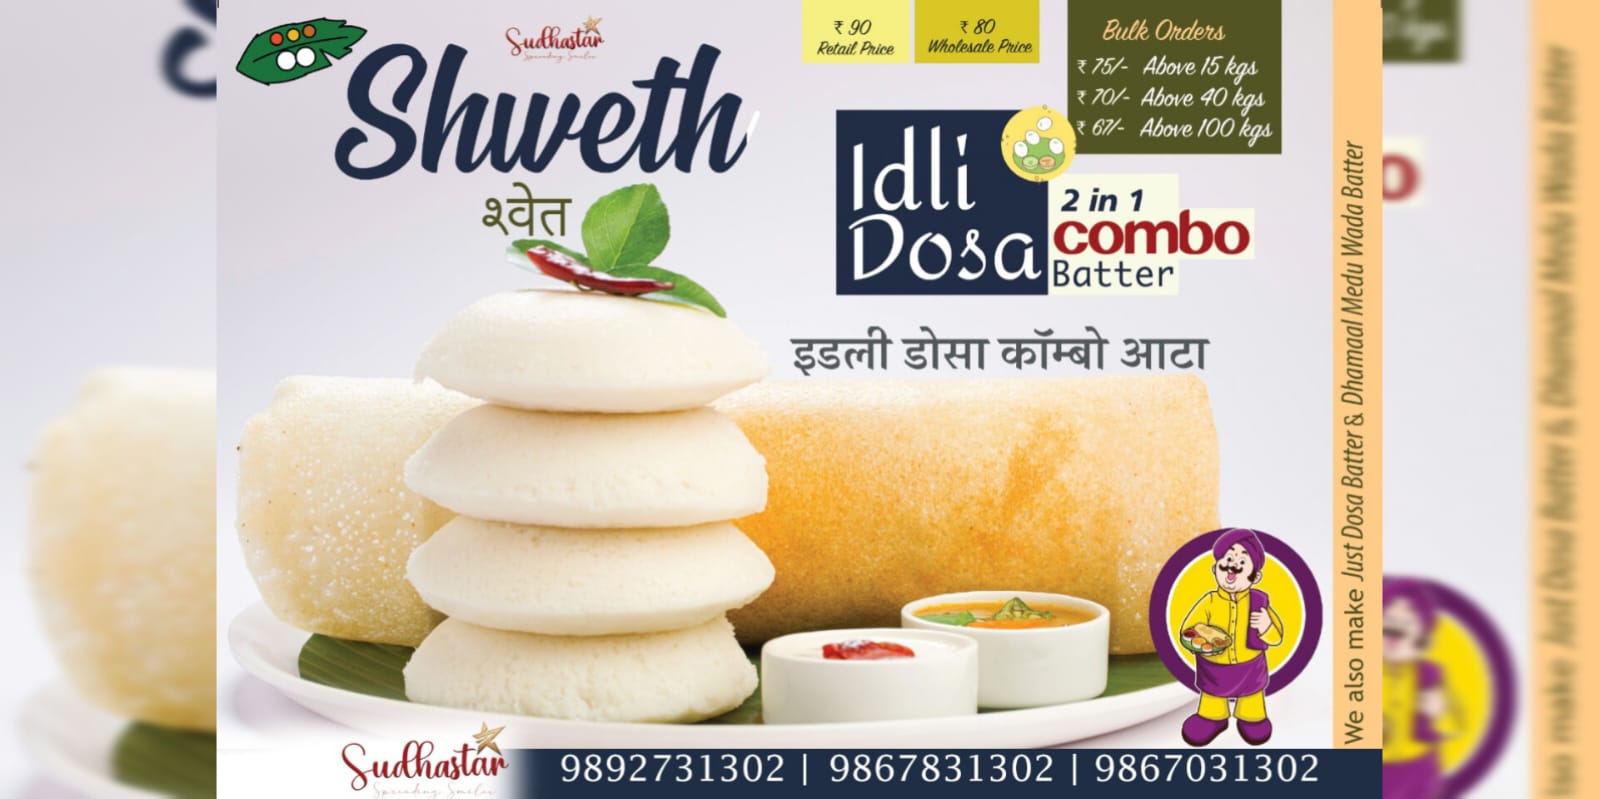 Sudhastar
Spreading Smiles
Shweth
श्वेत
₹ 90
Retail Price
₹ 80
Wholesale Price
Bulk Orders
₹ 75/- Above 15 kgs
₹ 70/- Above 40 kgs
₹ 67/- Above 100 kgs
Idli
Dosa
2 in 1
combo
Batter
इडली डोसा कॉम्बो आटा
We also make Just Dosa Batter & Dhamaal Medu Wada Batter
Sudhastar
Spreading Smiles
9892731302 | 9867831302 | 9867031302